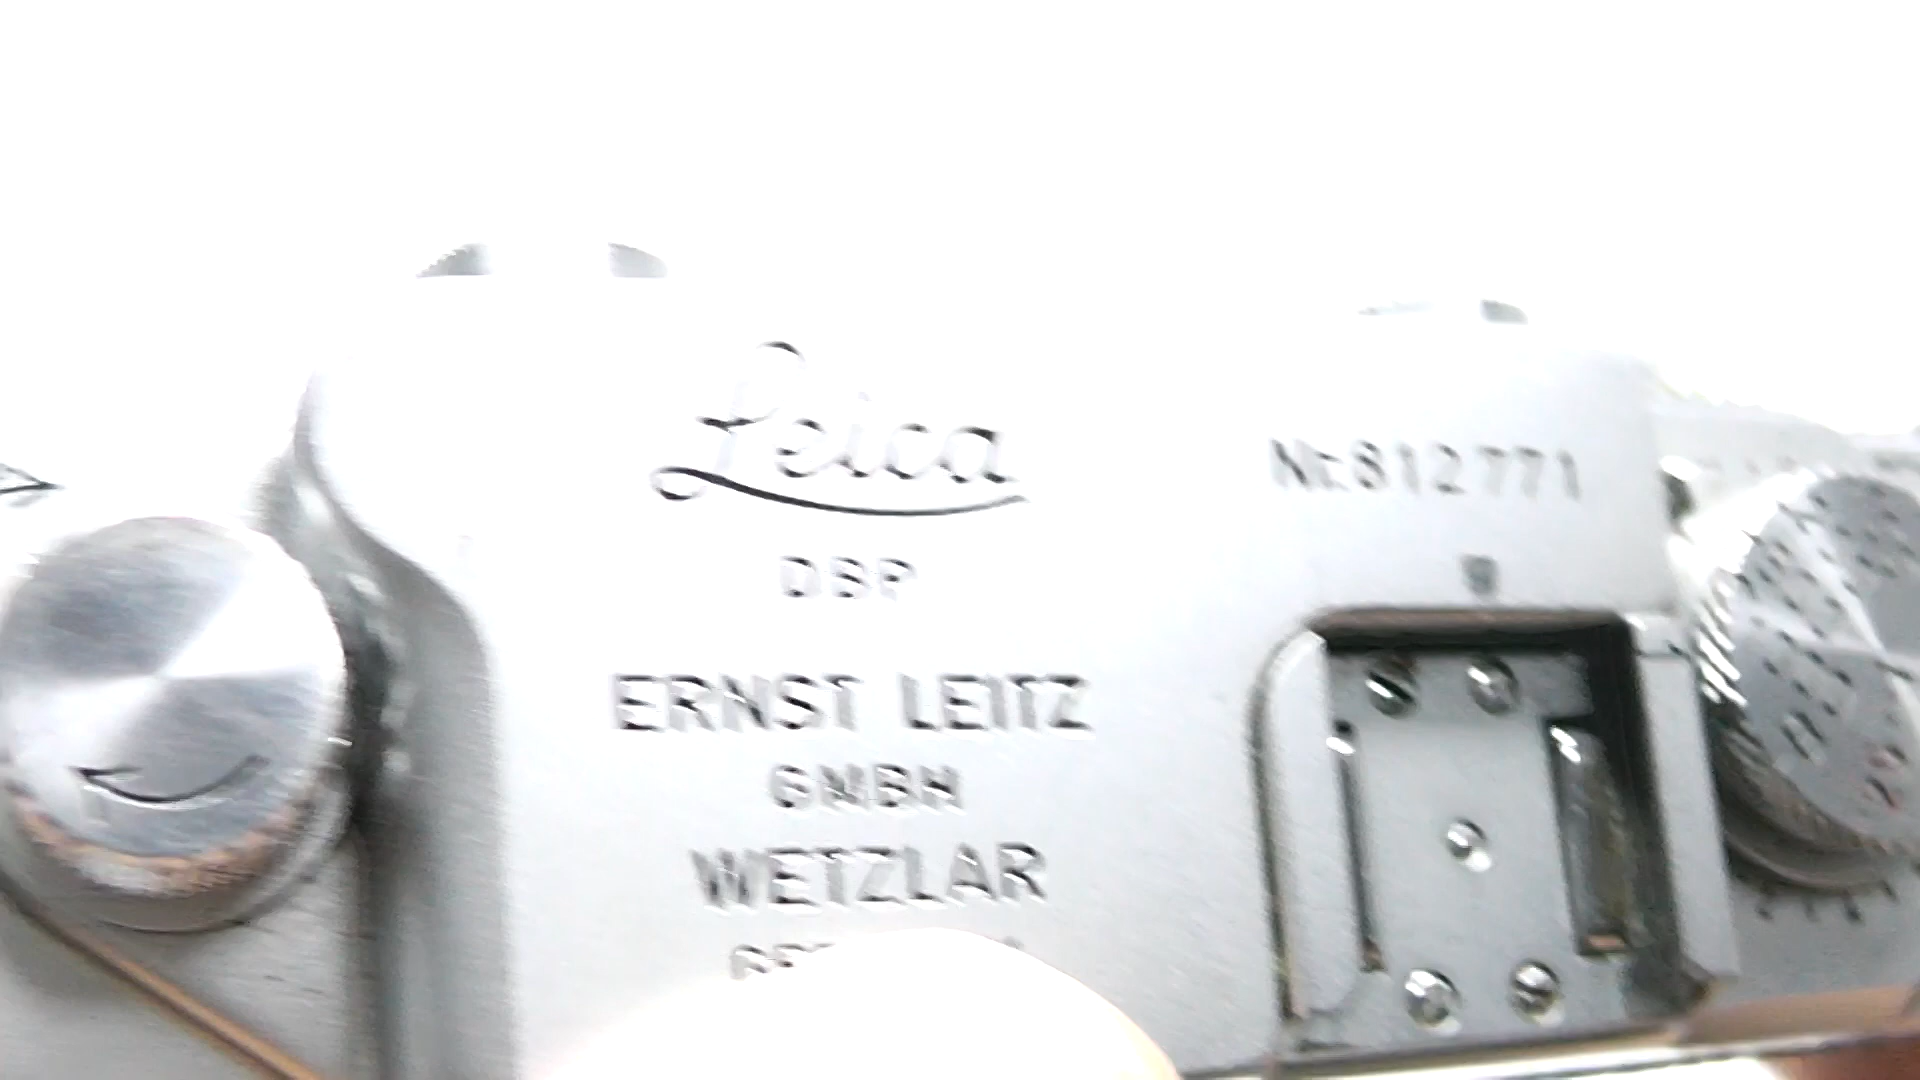 Leica
Nr.812771
DBP
ERNST LEITZ
GMBH
WETZLAR